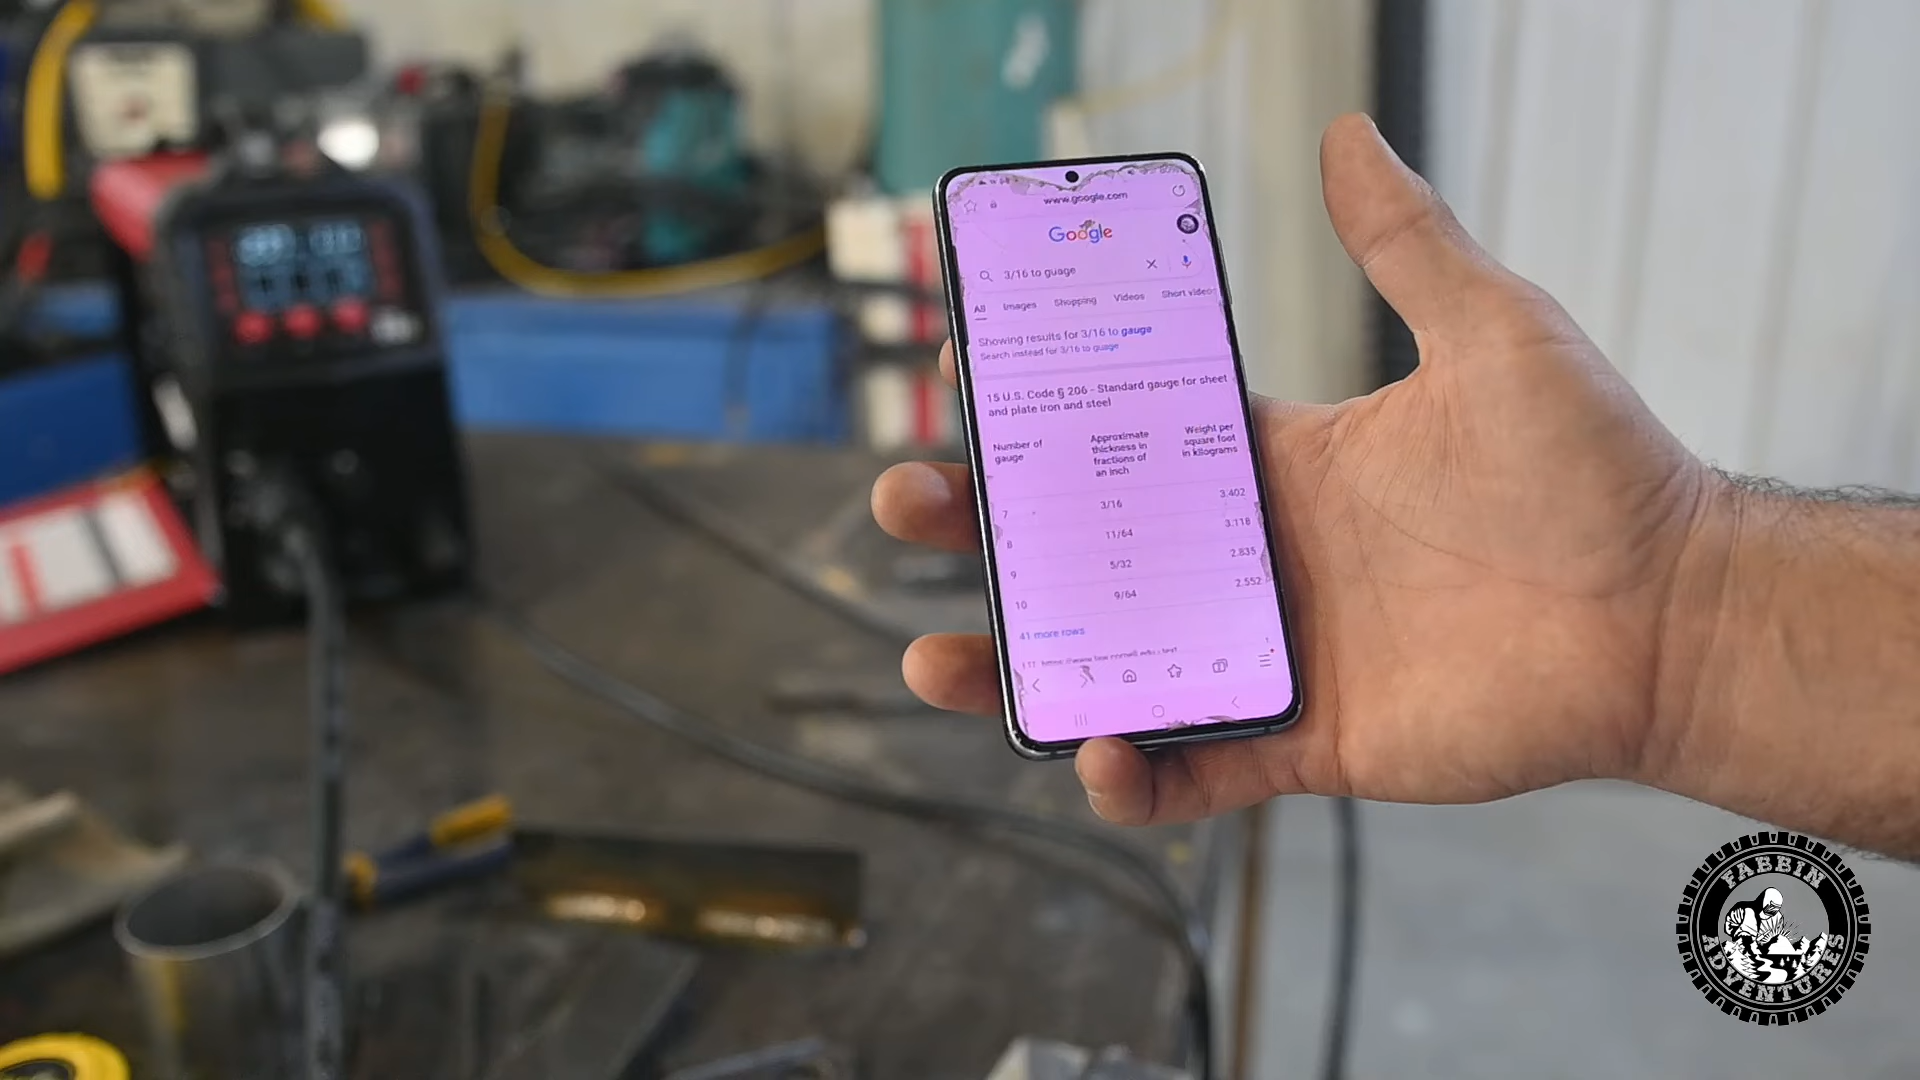 www.google.com
Google
3/16 to guage
All Images Shopping Videos Short videos
Showing results for 3/16 to gauge
Search instead for 3/16 to guage
15 U.S. Code § 206 - Standard gauge for sheet
and plate iron and steel
Number of
gauge
Approximate
thickness in
fractions of
an inch
Weight per
square foot
in kilograms
7 3/16 3.402
8 11/64 3.118
9 5/32 2.835
10 9/64 2.552
41 more rows
FABBIN
ADVENTURES